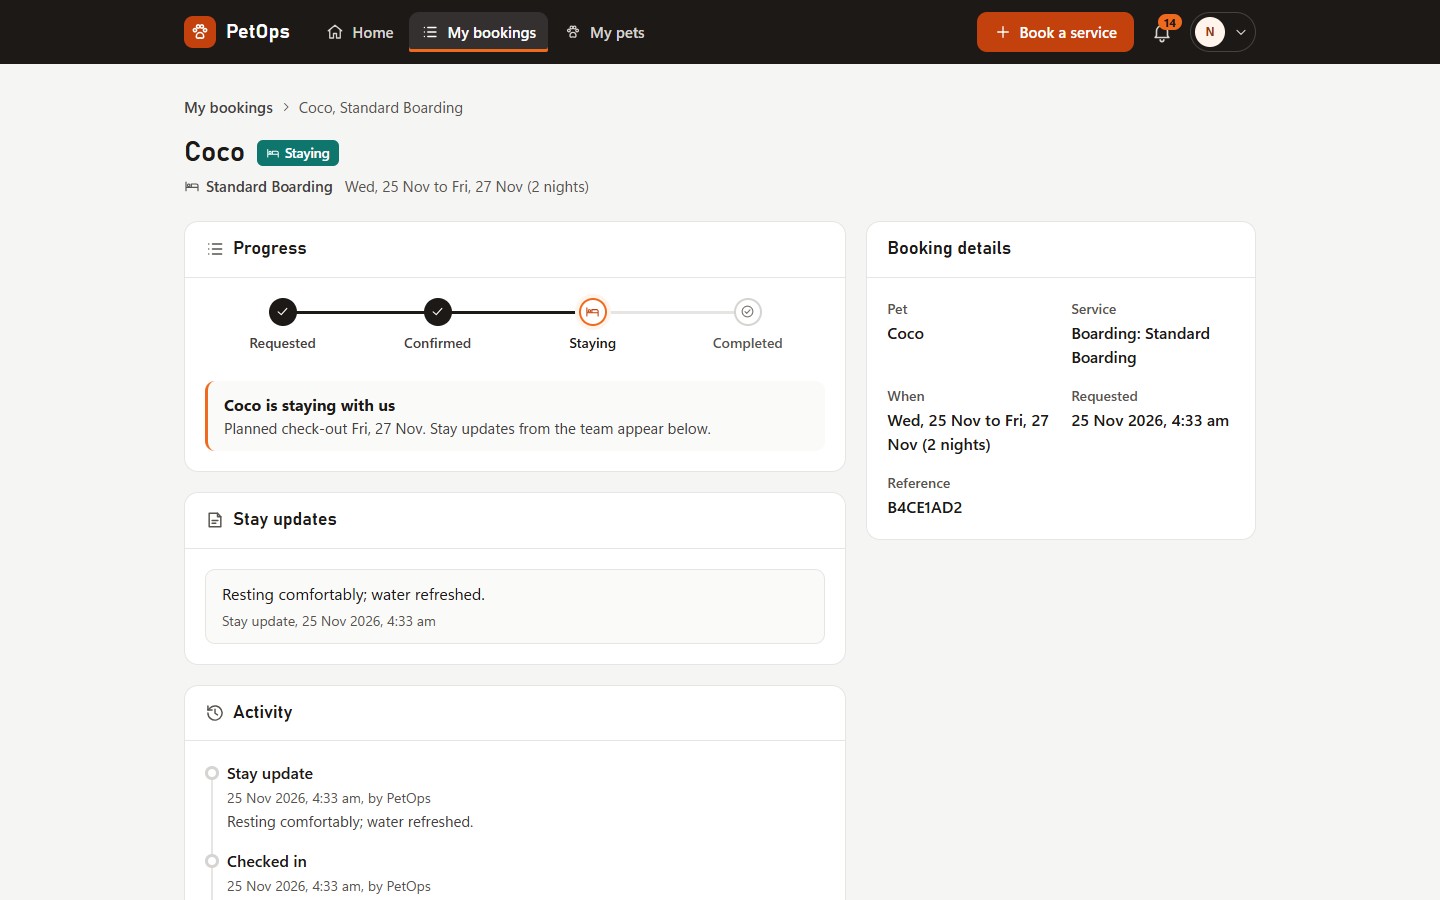 PetOps
Home
My bookings
My pets
Book a service
14
N
My bookings
Coco, Standard Boarding
Coco
Staying
Standard Boarding Wed, 25 Nov to Fri, 27 Nov (2 nights)
Progress
Requested
Confirmed
Staying
Completed
Coco is staying with us
Planned check-out Fri, 27 Nov. Stay updates from the team appear below.
Stay updates
Resting comfortably; water refreshed.
Stay update, 25 Nov 2026, 4:33 am
Activity
Stay update
25 Nov 2026, 4:33 am, by PetOps
Resting comfortably; water refreshed.
Checked in
25 Nov 2026, 4:33 am, by PetOps
Booking details
Pet
Coco
Service
Boarding: Standard
Boarding
When
Wed, 25 Nov to Fri, 27
Nov (2 nights)
Requested
25 Nov 2026, 4:33 am
Reference
B4CE1AD2